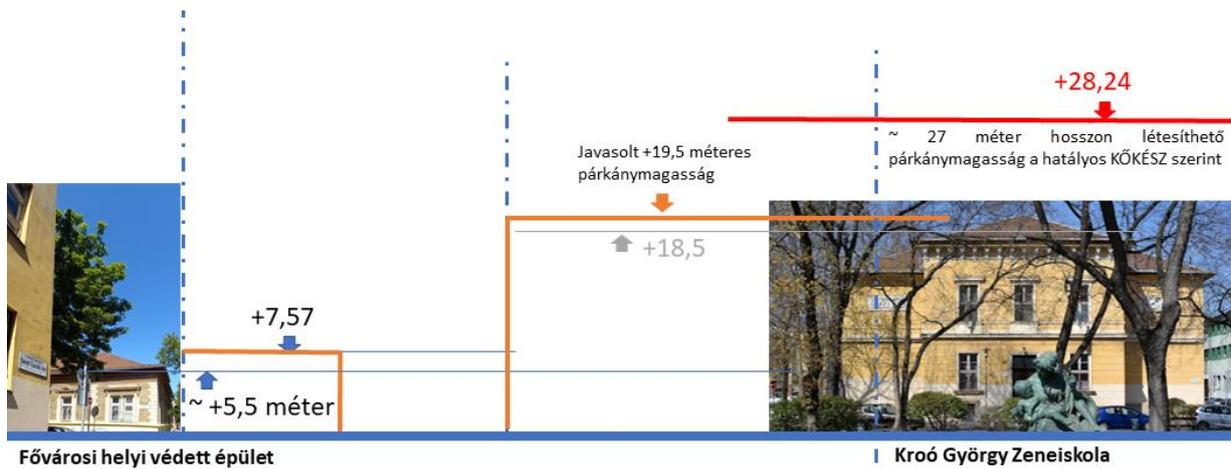 +28,24
~ 27 méter hosszon létesíthető
párkánymagasság a hatályos KŐKÉSZ szerint
Javasolt +19,5 méteres
párkánymagasság
+18,5
+7,57
~ +5,5 méter
Fővárosi helyi védett épület
Kroó György Zeneiskola